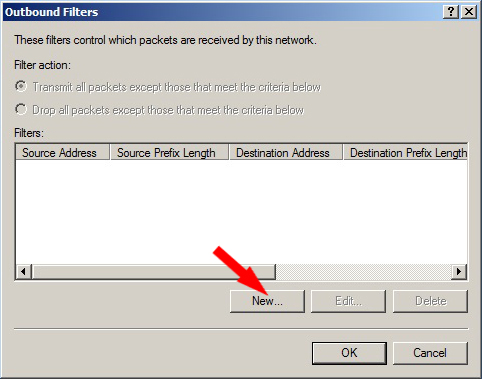 Outbound Filters
These filters control which packets are received by this network.
Filter action:
Transmit all packets except those that meet the criteria below
Drop all packets except those that meet the criteria below
Filters:
Source Address Source Prefix Length Destination Address Destination Prefix Length
New... Edit... Delete
OK Cancel